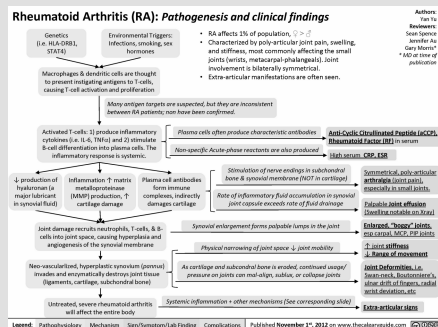 Rheumatoid Arthritis (RA): Pathogenesis and clinical findings
Authors:
Yan Yu
Reviewers:
Sean Spence
Jennifer Au
Gary Morris*
* MD at time of
publication
Genetics
(i.e. HLA-DRB1,
STAT4)
Environmental Triggers:
Infections, smoking, sex
hormones
• RA affects 1% of population, ♀ > ♂
• Characterized by poly-articular joint pain, swelling,
and stiffness, most commonly affecting the small
joints (wrists, metacarpal-phalangeals). Joint
involvement is bilaterally symmetrical.
• Extra-articular manifestations are often seen.
Macrophages & dendritic cells are thought
to present instigating antigens to T-cells,
causing T-cell activation and proliferation
Many antigen targets are suspected, but they are inconsistent
between RA patients; non have been confirmed.
Activated T-cells: 1) produce inflammatory
cytokines (i.e. IL-6, TNFα) and 2) stimulate
B-cell differentiation into plasma cells. The
inflammatory response is systemic.
Plasma cells often produce characteristic antibodies
Anti-Cyclic Citrullinated Peptide (aCCP),
Rheumatoid Factor (RF) in serum
Non-specific Acute-phase reactants are also produced
High serum CRP, ESR
↓ production of
hyaluronan (a
major lubricant
in synovial fluid)
Inflammation ↑ matrix
metalloproteinase
(MMP) production, ↑
cartilage damage
Plasma cell antibodies
form immune
complexes, indirectly
damages cartilage
Stimulation of nerve endings in subchondral
bone & synovial membrane (NOT in cartilage)
Symmetrical, poly-articular
arthralgia (joint pain),
especially in small joints.
Rate of inflammatory fluid accumulation in synovial
joint capsule exceeds rate of fluid drainage
Palpable Joint effusion
(Swelling notable on Xray)
Joint damage recruits neutrophils, T-cells, & B-
cells into joint space, causing hyperplasia and
angiogenesis of the synovial membrane
Synovial enlargement forms palpable lumps in the joint
Enlarged, "boggy" joints,
esp carpal, MCP, PIP joints
Physical narrowing of joint space ↓ joint mobility
↑ joint stiffness
↓ Range of movement
Neo-vascularized, hyperplastic synovium (pannus)
invades and enzymatically destroys joint tissue
(ligaments, cartilage, subchondral bone)
As cartilage and subchondral bone is eroded, continued usage/
pressure on joints can mal-align, sublux, or collapse joints
Joint Deformities, i.e.
Swan-neck, Boutonniere's,
ulnar drift of fingers, radial
wrist deviation, etc
Untreated, severe rheumatoid arthritis
will affect the entire body
Systemic inflammation + other mechanisms (See corresponding slide)
Extra-articular signs
Legend: Pathophysiology Mechanism Sign/Symptom/Lab Finding Complications Published November 1st, 2012 on www.thecalgaryguide.com